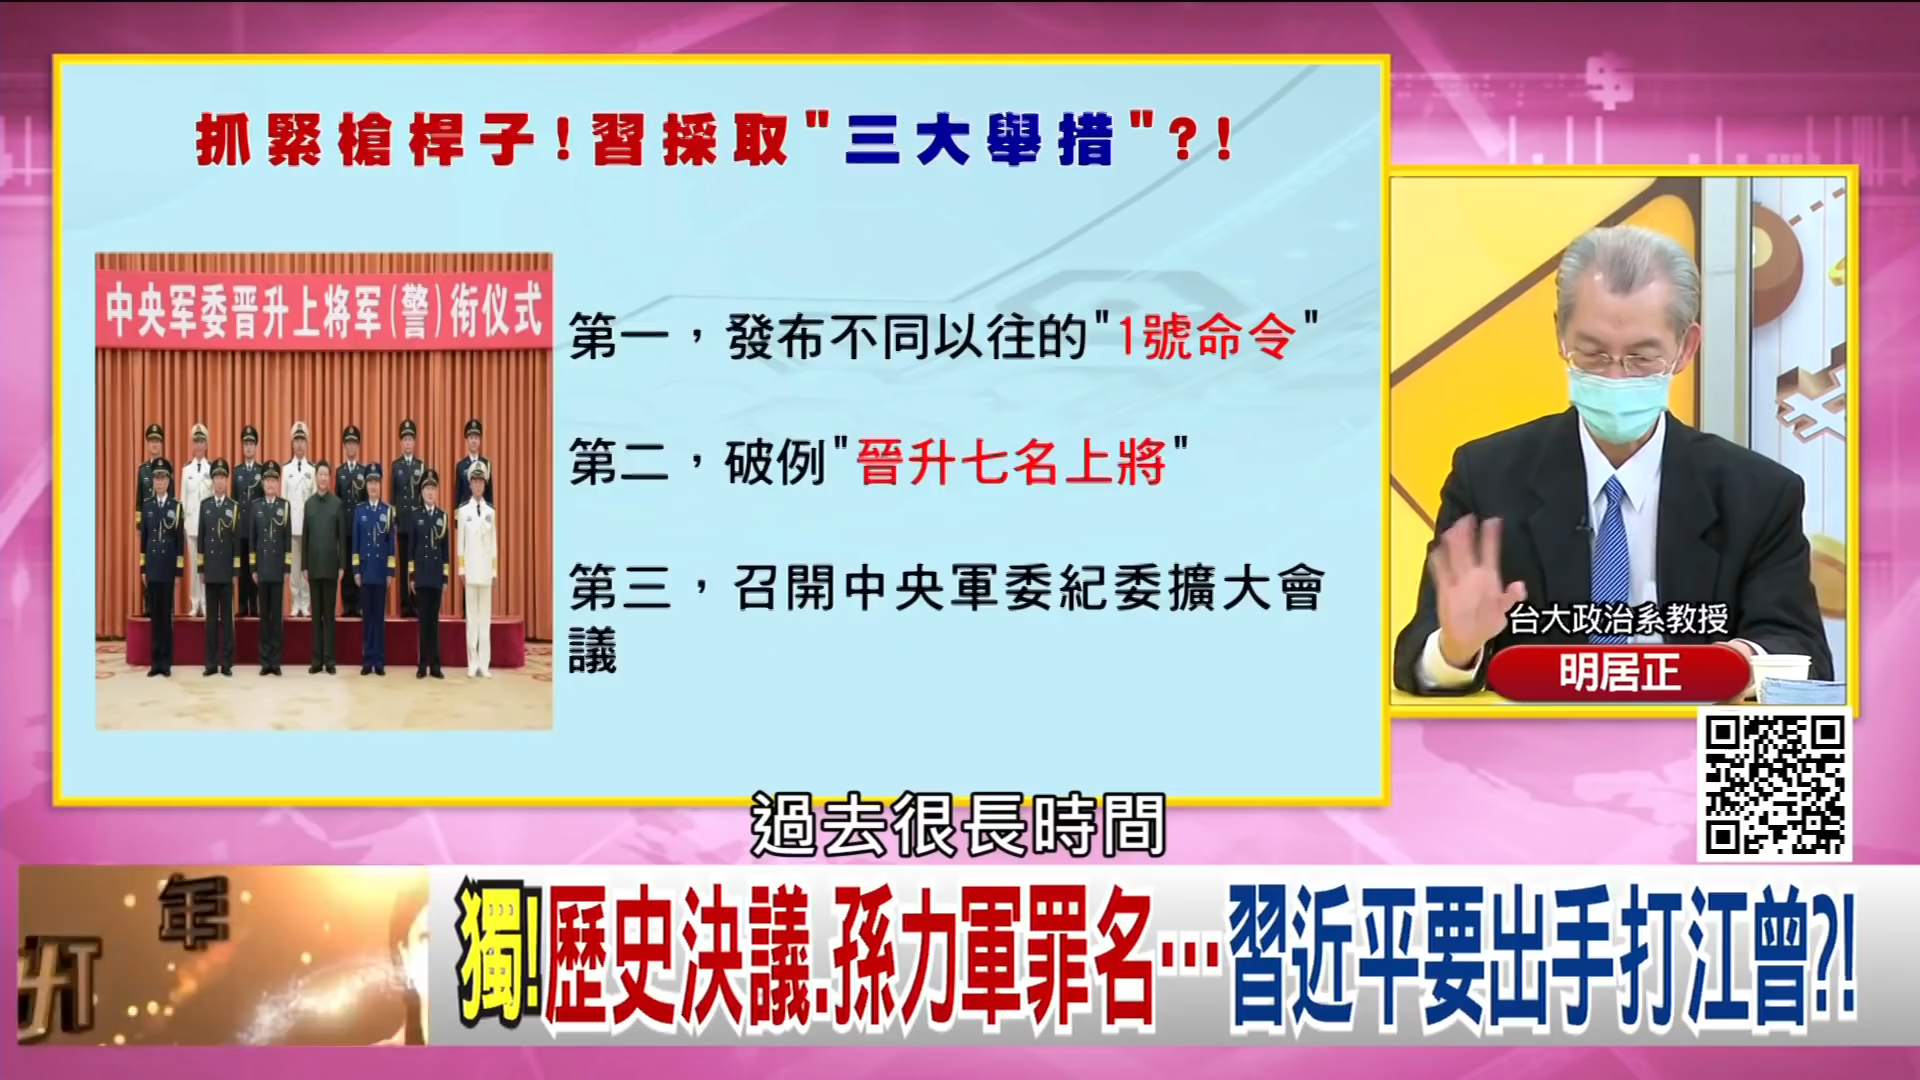 抓緊槍桿子!習採取"三大舉措"?!
中央军委晋升上将军(警)衔仪式
第一,發布不同以往的"1號命令"
第二,破例"晉升七名上將"
第三,召開中央軍委紀委擴大會
議
台大政治系教授
明居正
過去很長時間
年
獨!歷史決議.孫力軍罪名…習近平要出手打江曾?!